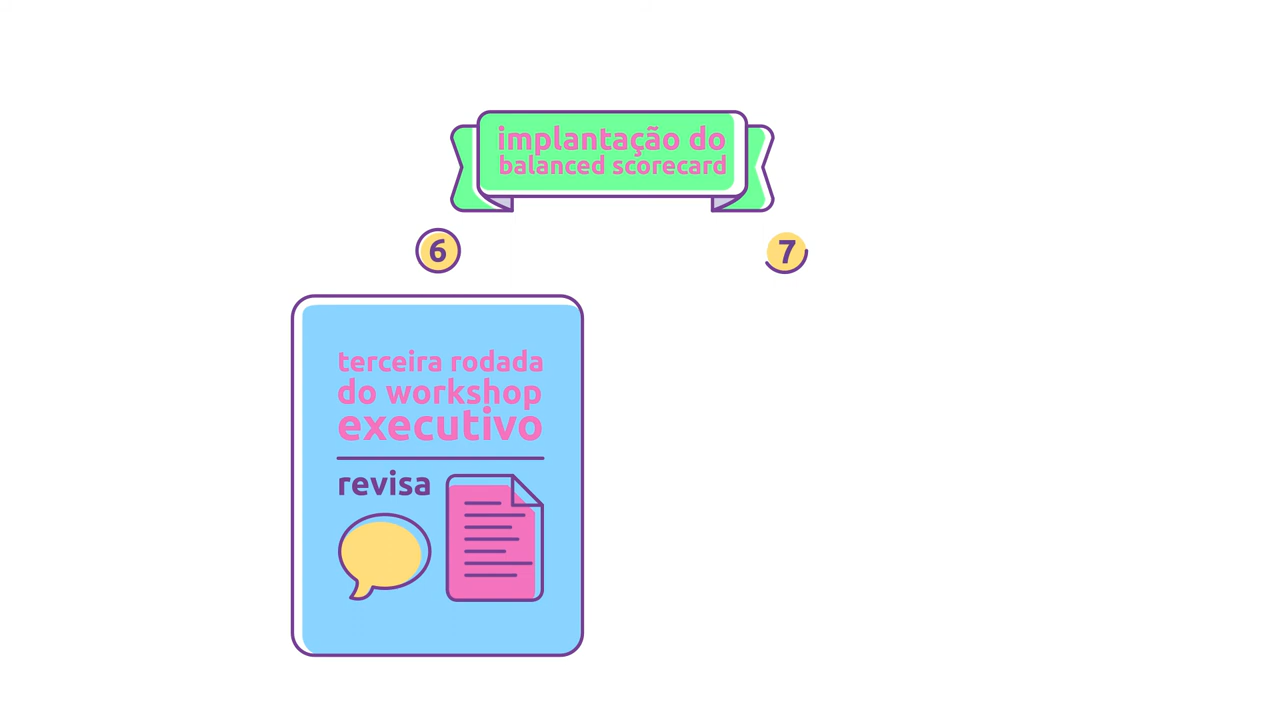 implantação do
balanced scorecard
6
7
terceira rodada
do workshop
executivo
revisa